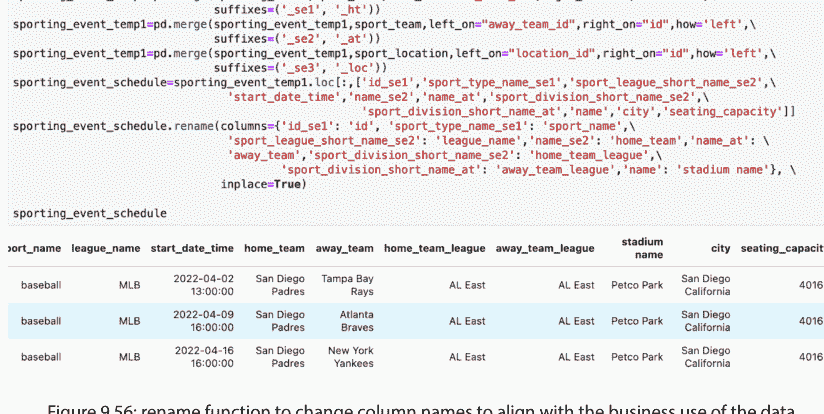 suffixes=('_se1', '_ht'))
sporting_event_temp1=pd.merge(sporting_event_temp1,sport_team,left_on="away_team_id",right_on="id",how='left',\
suffixes=('_se2', '_at'))
sporting_event_temp1=pd.merge(sporting_event_temp1,sport_location,left_on="location_id",right_on="id",how='left',\
suffixes=('_se3', '_loc'))
sporting_event_schedule=sporting_event_temp1.loc[:,['id_se1','sport_type_name_se1','sport_league_short_name_se2',\
'start_date_time','name_se2','name_at','sport_division_short_name_se2',\
'sport_division_short_name_at','name','city','seating_capacity']]
sporting_event_schedule.rename(columns={'id_se1': 'id', 'sport_type_name_se1': 'sport_name',\
'sport_league_short_name_se2': 'league_name','name_se2': 'home_team','name_at': \
'away_team','sport_division_short_name_se2': 'home_team_league',\
'sport_division_short_name_at': 'away_team_league','name': 'stadium name'}, \
inplace=True)
sporting_event_schedule
port_name league_name start_date_time home_team away_team home_team_league away_team_league stadium name city seating_capacit
baseball MLB 2022-04-02 13:00:00 San Diego Padres Tampa Bay Rays AL East AL East Petco Park San Diego California 4016
baseball MLB 2022-04-09 16:00:00 San Diego Padres Atlanta Braves AL East AL East Petco Park San Diego California 4016
baseball MLB 2022-04-16 16:00:00 San Diego Padres New York Yankees AL East AL East Petco Park San Diego California 4016
Figure 9.56: rename function to change column names to align with the business use of the data